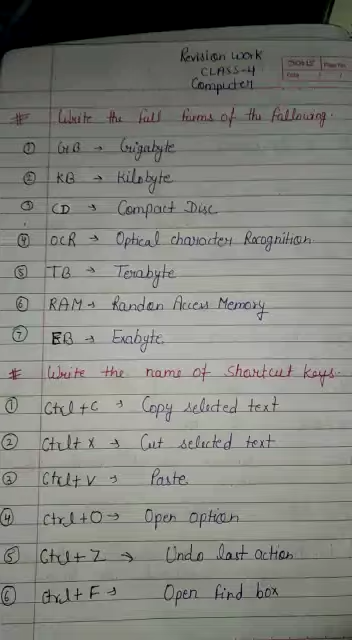 Revision Work
CLASS-4
Computer
# Write the full forms of the following.
① GB → Gigabyte
② KB → Kilobyte
③ CD → Compact Disc
④ OCR → Optical character Recognition.
⑤ TB → Terabyte
⑥ RAM → Randon Access Memory
⑦ EB → Exabyte
# Write the name of Shortcut keys.
① Ctrl + C → Copy selected text
② Ctrl + X → Cut selected text
③ Ctrl + V → Paste
④ Ctrl + O → Open option
⑤ Ctrl + Z → Undo last action
⑥ Ctrl + F → Open find box